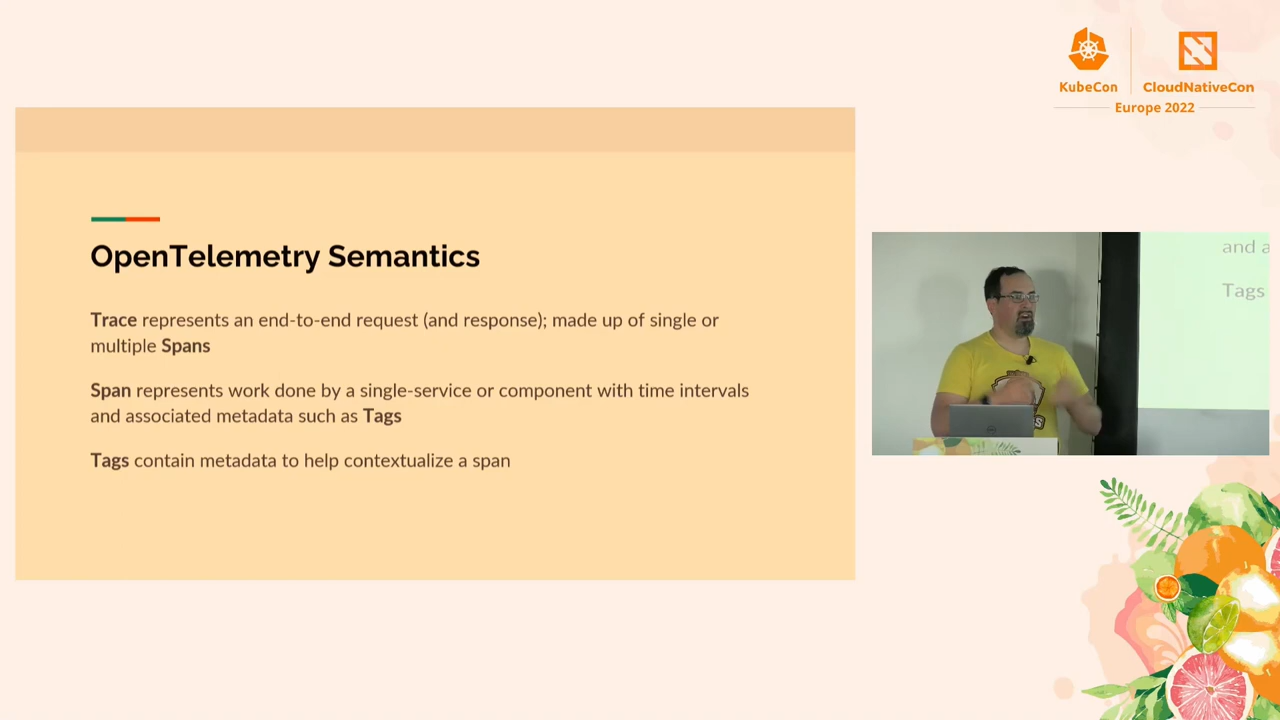 KubeCon
CloudNativeCon
Europe 2022
OpenTelemetry Semantics
Trace represents an end-to-end request (and response); made up of single or
multiple Spans
Span represents work done by a single-service or component with time intervals
and associated metadata such as Tags
Tags contain metadata to help contextualize a span
and a
Tags